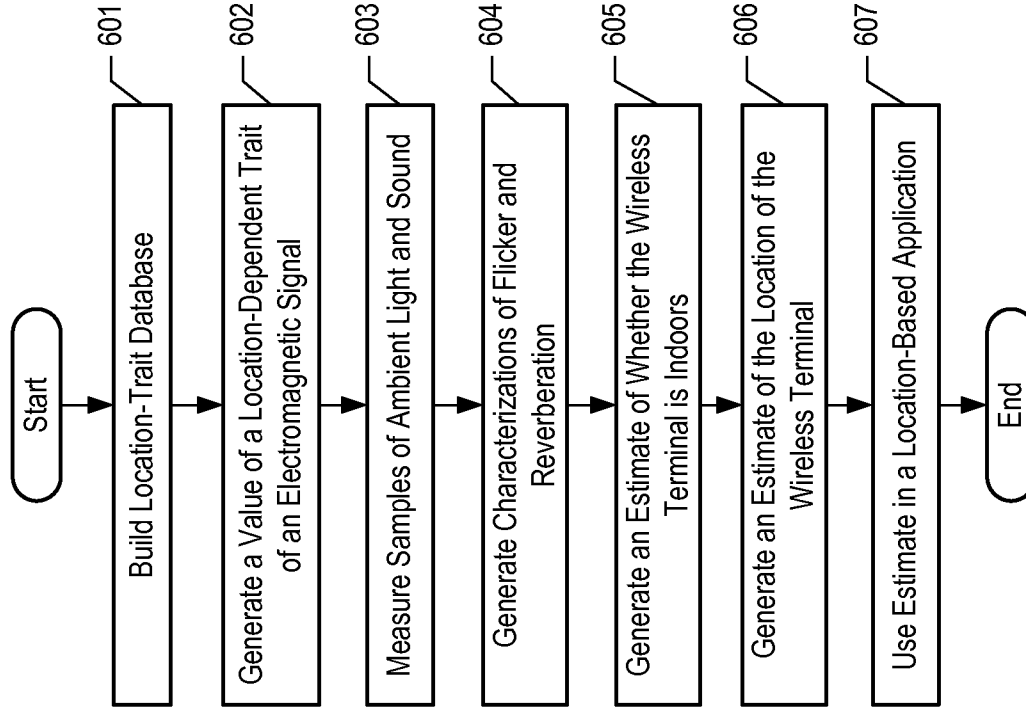 Start
Build Location-Trait Database
601
Generate a Value of a Location-Dependent Trait
of an Electromagnetic Signal
602
Measure Samples of Ambient Light and Sound
603
Generate Characterizations of Flicker and
Reverberation
604
Generate an Estimate of Whether the Wireless
Terminal is Indoors
605
Generate an Estimate of the Location of the
Wireless Terminal
606
Use Estimate in a Location-Based Application
607
End